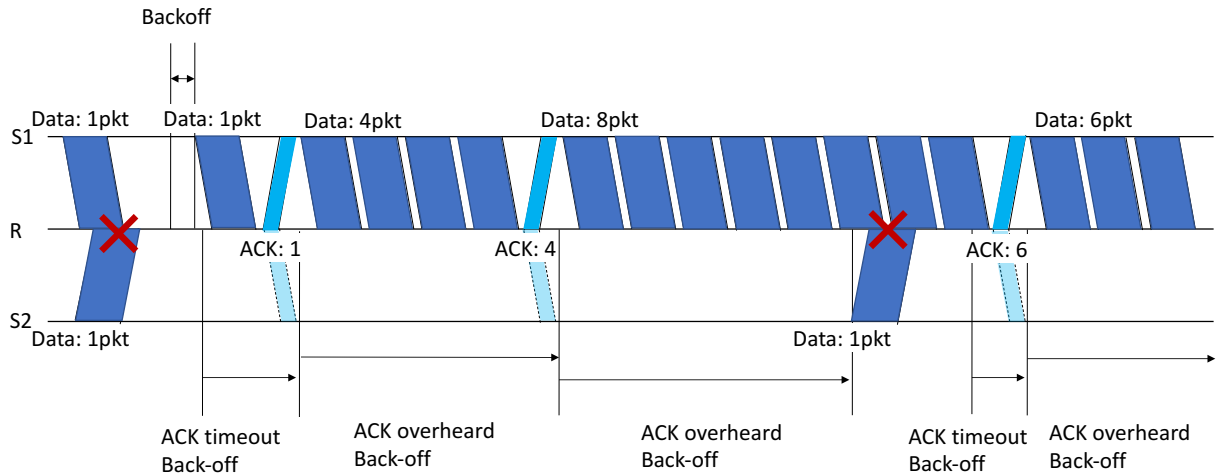 Backoff
Data: 1pkt
Data: 1pkt
Data: 4pkt
Data: 8pkt
Data: 6pkt
S1
R
ACK: 1
ACK: 4
ACK: 6
S2
Data: 1pkt
Data: 1pkt
ACK timeout
Back-off
ACK overheard
Back-off
ACK overheard
Back-off
ACK timeout
Back-off
ACK overheard
Back-off